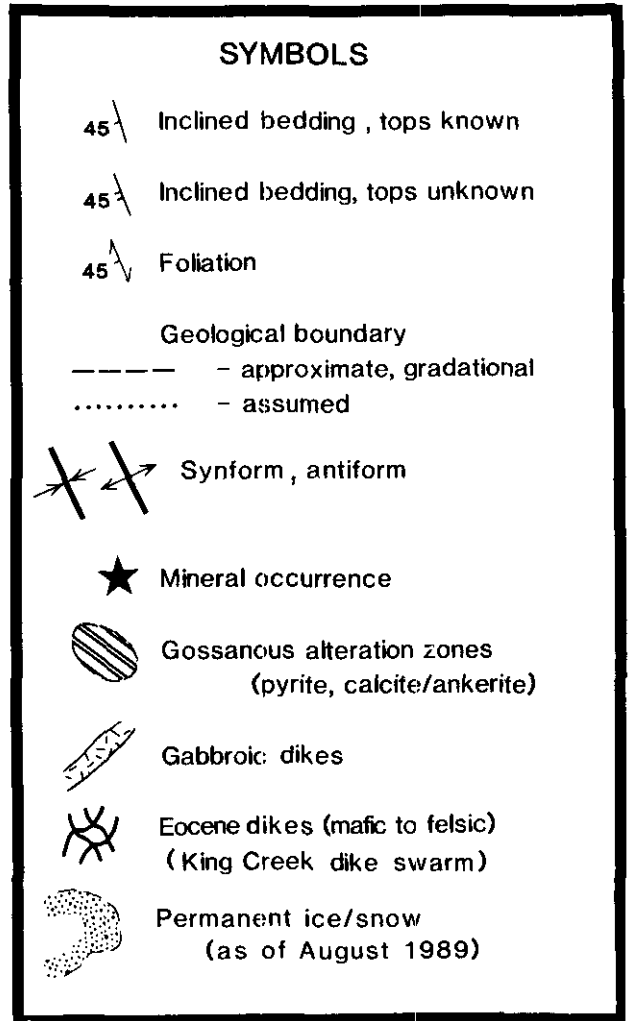 SYMBOLS
45 Inclined bedding , tops known
45 Inclined bedding, tops unknown
45 Foliation
Geological boundary
- approximate, gradational
- assumed
Synform , antiform
Mineral occurrence
Gossanous alteration zones
(pyrite, calcite/ankerite)
Gabbroic dikes
Eocene dikes (mafic to felsic)
(King Creek dike swarm)
Permanent ice/snow
(as of August 1989)